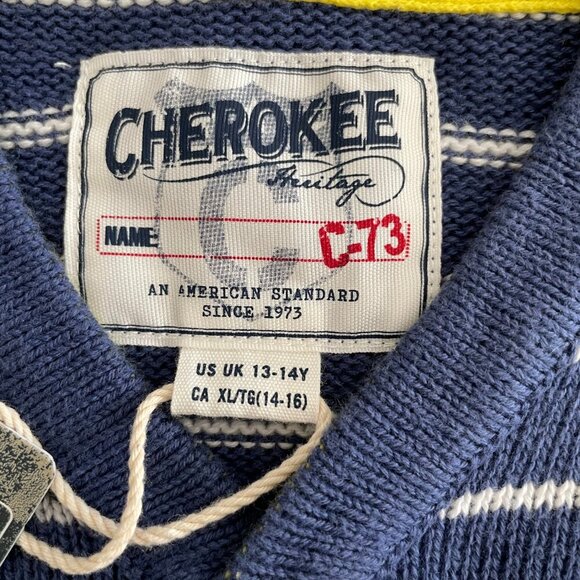 CHEROKEE
Heritage
NAME C-73
AN AMERICAN STANDARD
SINCE 1973
US UK 13-14Y
CA XL/TG(14-16)